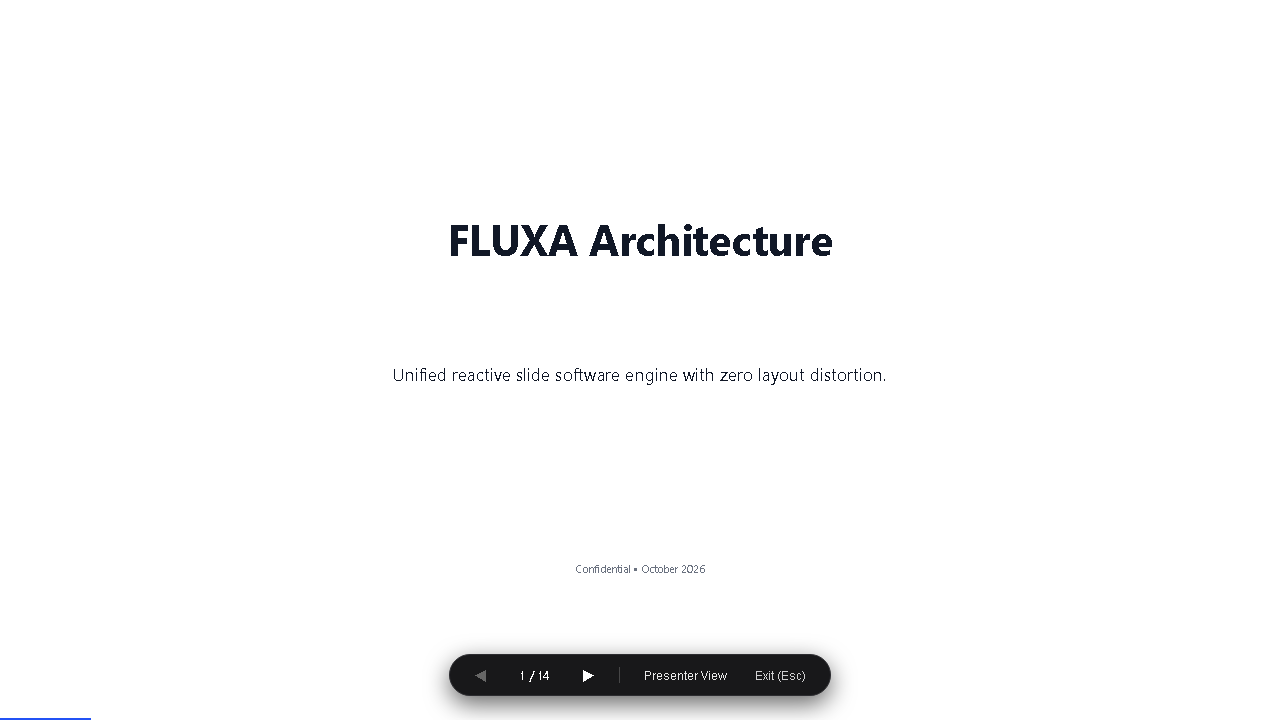 FLUXA Architecture
Unified reactive slide software engine with zero layout distortion.
Confidential • October 2026
◀ 1 / 14 ▶ Presenter View Exit (Esc)